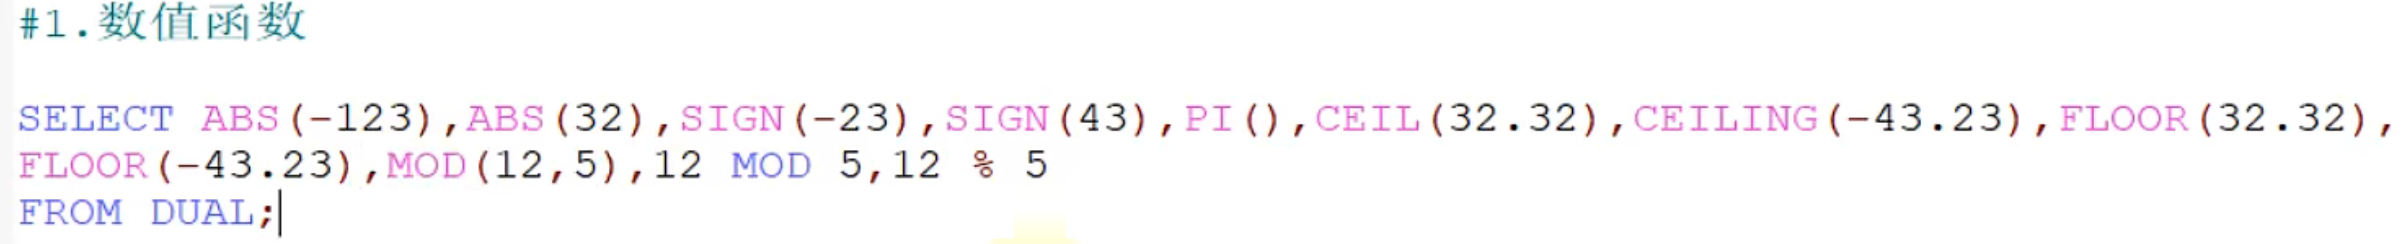 #1.数值函数
SELECT ABS(-123),ABS(32),SIGN(-23),SIGN(43),PI(),CEIL(32.32),CEILING(-43.23),FLOOR(32.32),
FLOOR(-43.23),MOD(12,5),12 MOD 5,12 % 5
FROM DUAL;